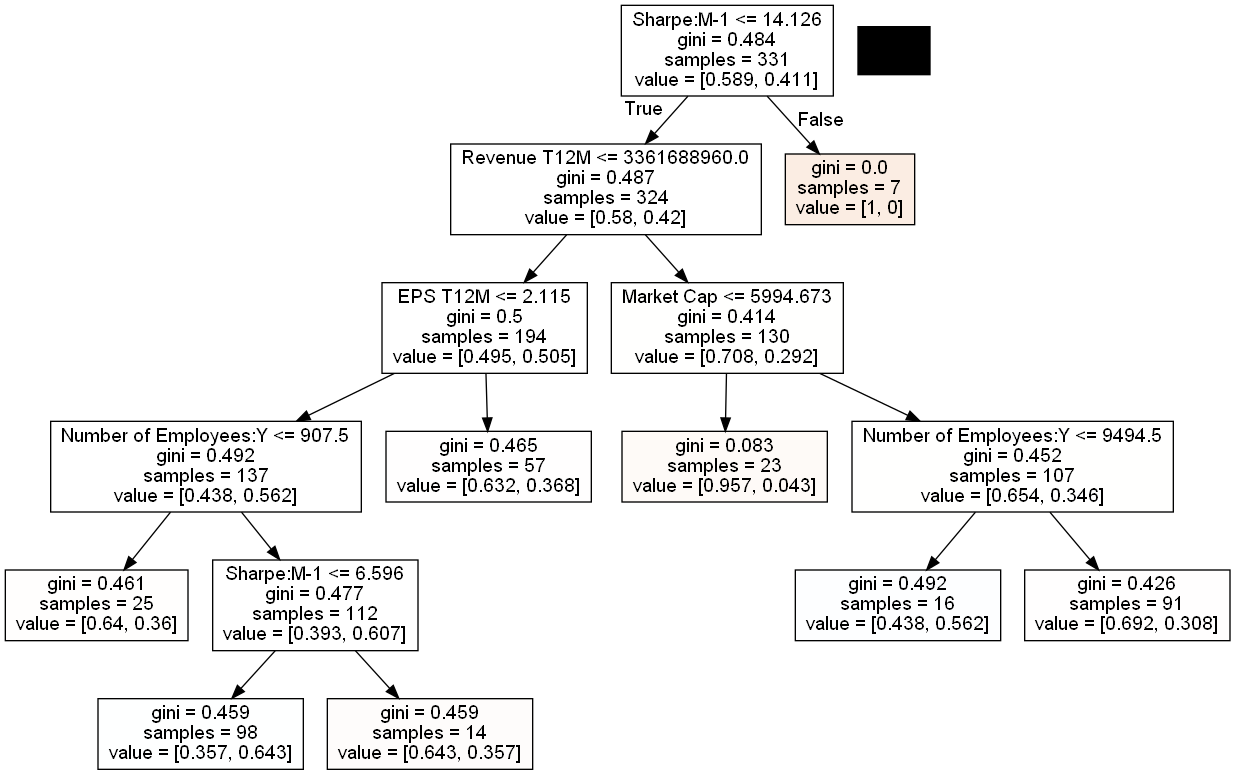 Sharpe:M-1 <= 14.126
gini = 0.484
samples = 331
value = [0.589, 0.411]
True
False
Revenue T12M <= 3361688960.0
gini = 0.487
samples = 324
value = [0.58, 0.42]
gini = 0.0
samples = 7
value = [1, 0]
EPS T12M <= 2.115
gini = 0.5
samples = 194
value = [0.495, 0.505]
Market Cap <= 5994.673
gini = 0.414
samples = 130
value = [0.708, 0.292]
Number of Employees:Y <= 907.5
gini = 0.492
samples = 137
value = [0.438, 0.562]
gini = 0.465
samples = 57
value = [0.632, 0.368]
gini = 0.083
samples = 23
value = [0.957, 0.043]
Number of Employees:Y <= 9494.5
gini = 0.452
samples = 107
value = [0.654, 0.346]
gini = 0.461
samples = 25
value = [0.64, 0.36]
Sharpe:M-1 <= 6.596
gini = 0.477
samples = 112
value = [0.393, 0.607]
gini = 0.492
samples = 16
value = [0.438, 0.562]
gini = 0.426
samples = 91
value = [0.692, 0.308]
gini = 0.459
samples = 98
value = [0.357, 0.643]
gini = 0.459
samples = 14
value = [0.643, 0.357]